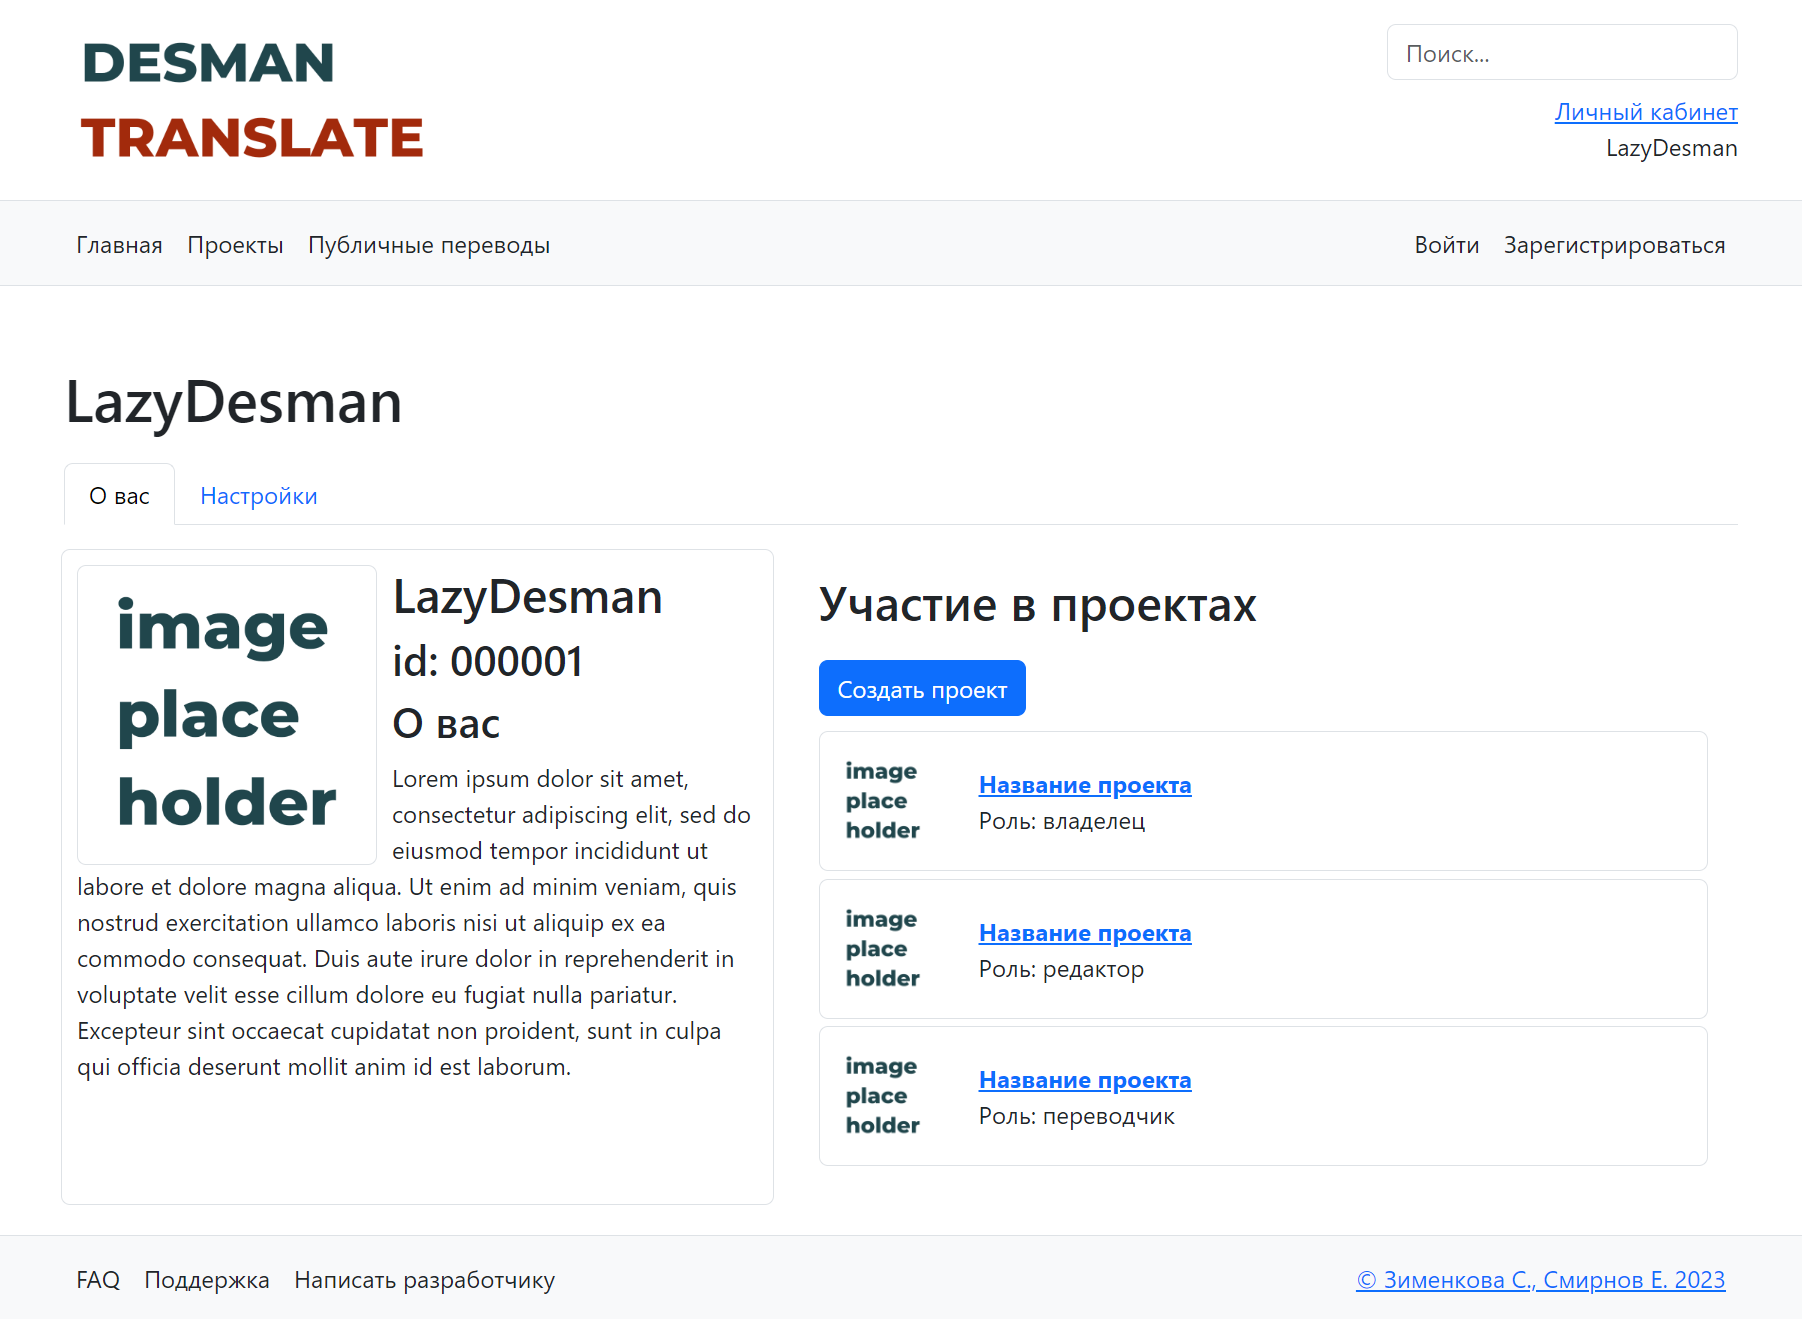 DESMAN
TRANSLATE
Поиск...
Личный кабинет
LazyDesman
Главная Проекты Публичные переводы
Войти Зарегистрироваться
LazyDesman
О вас Настройки
image
place
holder
LazyDesman
id: 000001
О вас
Lorem ipsum dolor sit amet,
consectetur adipiscing elit, sed do
eiusmod tempor incididunt ut
labore et dolore magna aliqua. Ut enim ad minim veniam, quis
nostrud exercitation ullamco laboris nisi ut aliquip ex ea
commodo consequat. Duis aute irure dolor in reprehenderit in
voluptate velit esse cillum dolore eu fugiat nulla pariatur.
Excepteur sint occaecat cupidatat non proident, sunt in culpa
qui officia deserunt mollit anim id est laborum.
Участие в проектах
Создать проект
image
place
holder
Название проекта
Роль: владелец
image
place
holder
Название проекта
Роль: редактор
image
place
holder
Название проекта
Роль: переводчик
FAQ Поддержка Написать разработчику
© Зименкова С., Смирнов Е. 2023